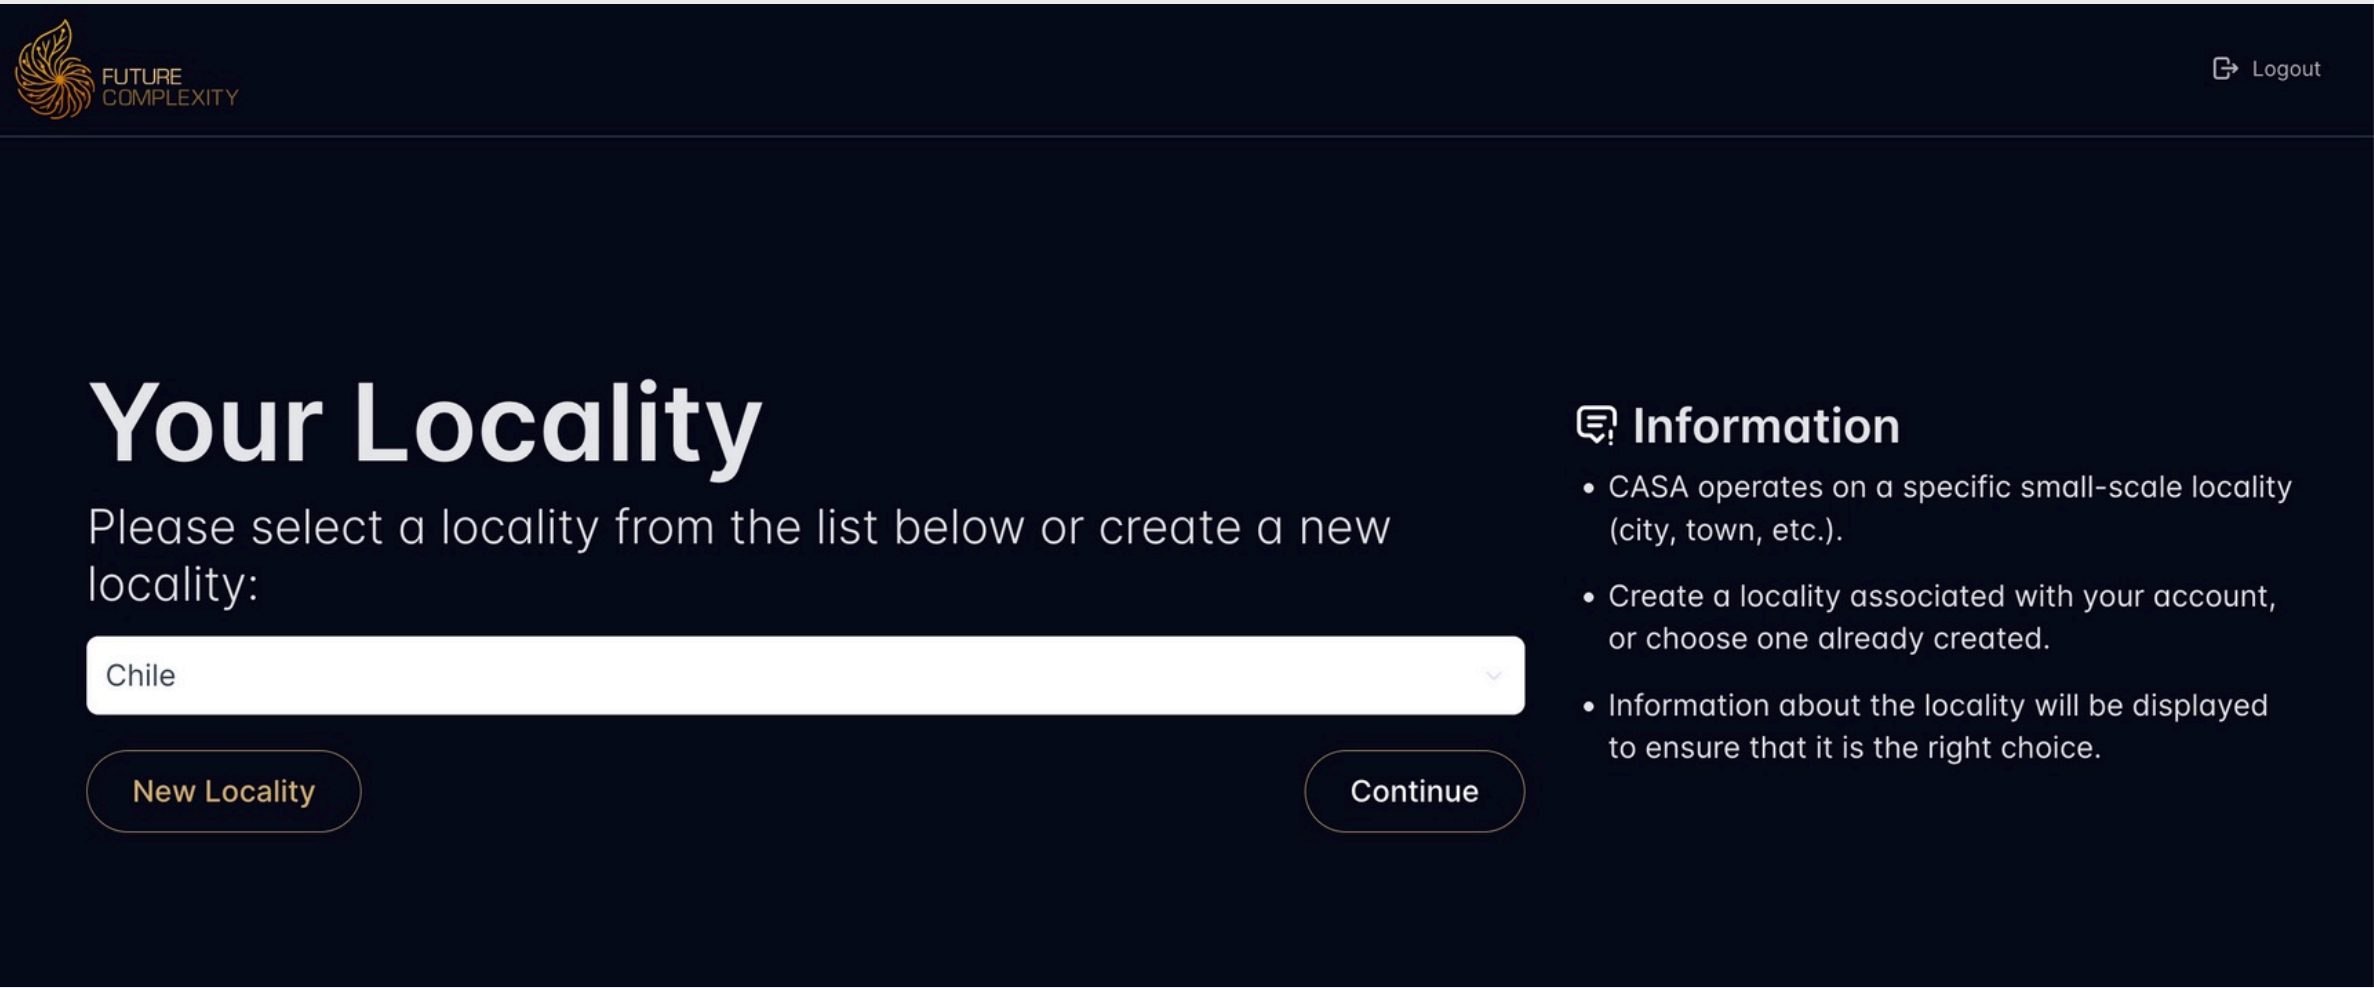 FUTURE
COMPLEXITY
Logout
Your Locality
Please select a locality from the list below or create a new
locality:
Chile
New Locality
Continue
Information
• CASA operates on a specific small-scale locality
(city, town, etc.).
• Create a locality associated with your account,
or choose one already created.
• Information about the locality will be displayed
to ensure that it is the right choice.